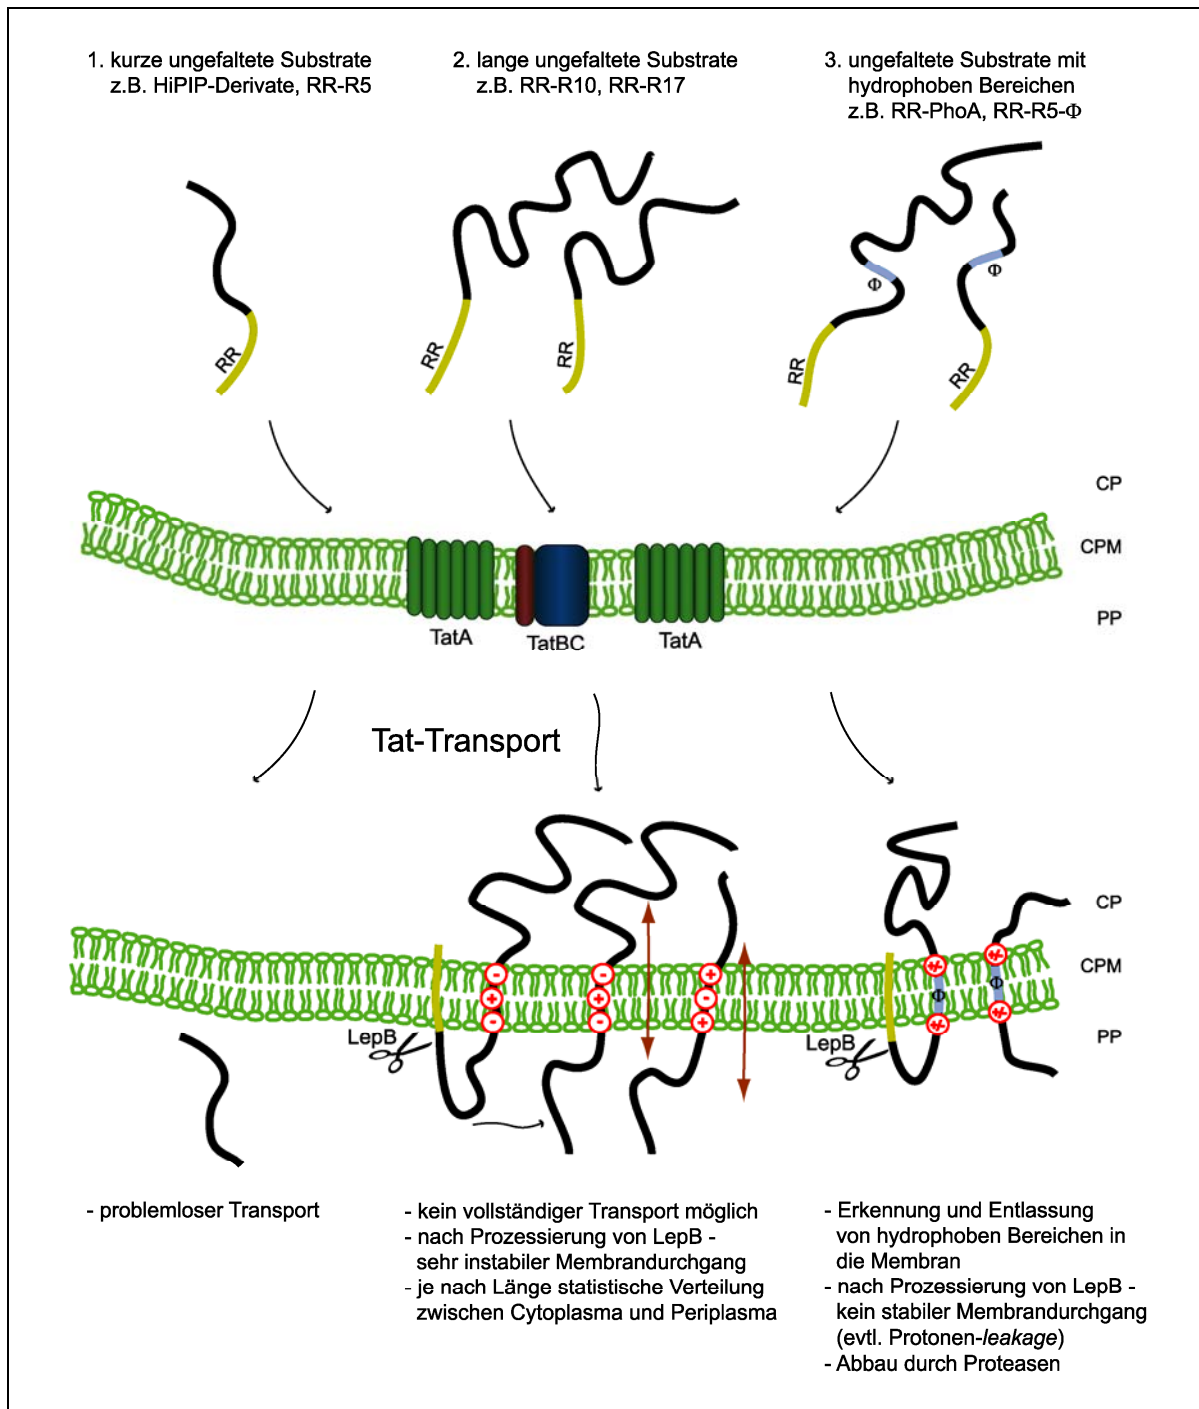 1. kurze ungefaltete Substrate
z.B. HiPIP-Derivate, RR-R5
2. lange ungefaltete Substrate
z.B. RR-R10, RR-R17
3. ungefaltete Substrate mit
hydrophoben Bereichen
z.B. RR-PhoA, RR-R5-Φ
RR
RR
RR
Φ
RR
Φ
RR
CP
CPM
PP
TatA
TatBC
TatA
Tat-Transport
CP
CPM
PP
LepB
-
+
-
-
+
-
+
-
+
LepB
+/-
Φ
+/-
+/-
Φ
+/-
- problemloser Transport
- kein vollständiger Transport möglich
- nach Prozessierung von LepB -
sehr instabiler Membrandurchgang
- je nach Länge statistische Verteilung
zwischen Cytoplasma und Periplasma
- Erkennung und Entlassung
von hydrophoben Bereichen in
die Membran
- nach Prozessierung von LepB -
kein stabiler Membrandurchgang
(evtl. Protonen-leakage)
- Abbau durch Proteasen